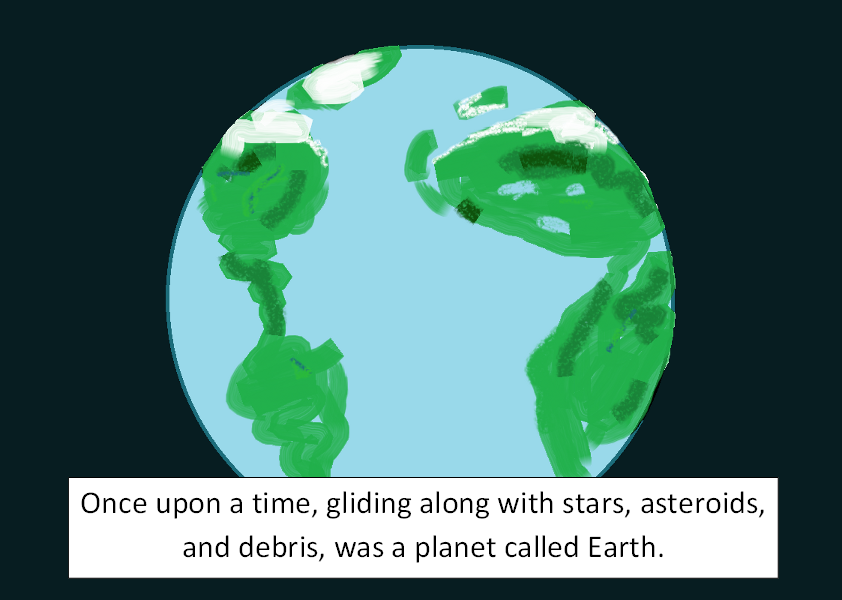 Once upon a time, gliding along with stars, asteroids,
and debris, was a planet called Earth.